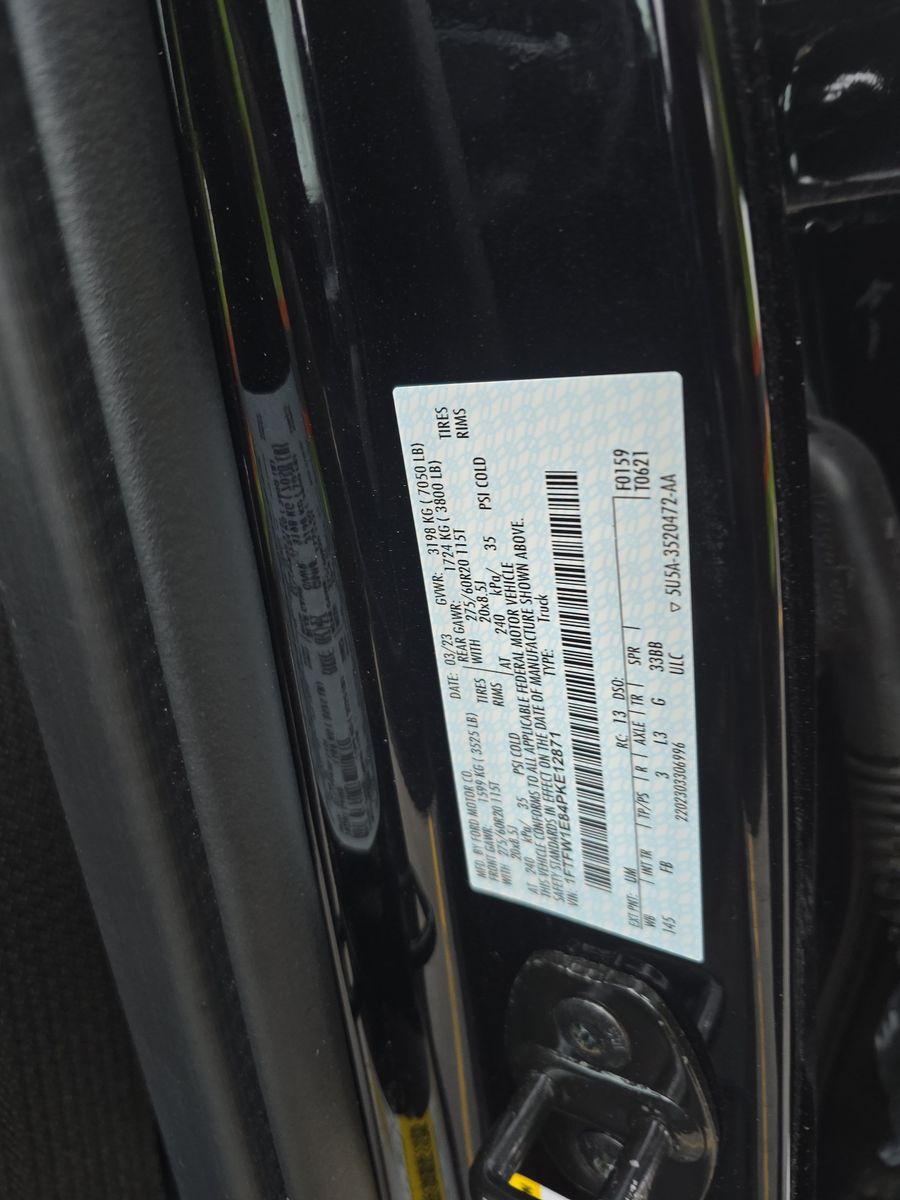 MFD. BY FORD MOTOR CO. DATE: 03/23 GVWR: 3198 KG ( 7050 LB)
FRONT GAWR: 1599 KG ( 3525 LB) REAR GAWR: 1724 KG ( 3800 LB)
WITH 275/60R20 115T TIRES WITH 275/60R20 115T TIRES
20x8.5J RIMS 20x8.5J RIMS
AT 240 kPa/ 35 PSI COLD AT 240 kPa/ 35 PSI COLD
THIS VEHICLE CONFORMS TO ALL APPLICABLE FEDERAL MOTOR VEHICLE
SAFETY STANDARDS IN EFFECT ON THE DATE OF MANUFACTURE SHOWN ABOVE.
VIN: 1FTFW1E84PKE12871 TYPE: Truck
F0159
T0621
EXT PNT: UM RC: 13 DSO:
WB INT TR TP/PS R AXLE TR SPR
145 FB 3 L3 G 33BB
2202303306996 ULC ▽ 5U5A-3520472-AA